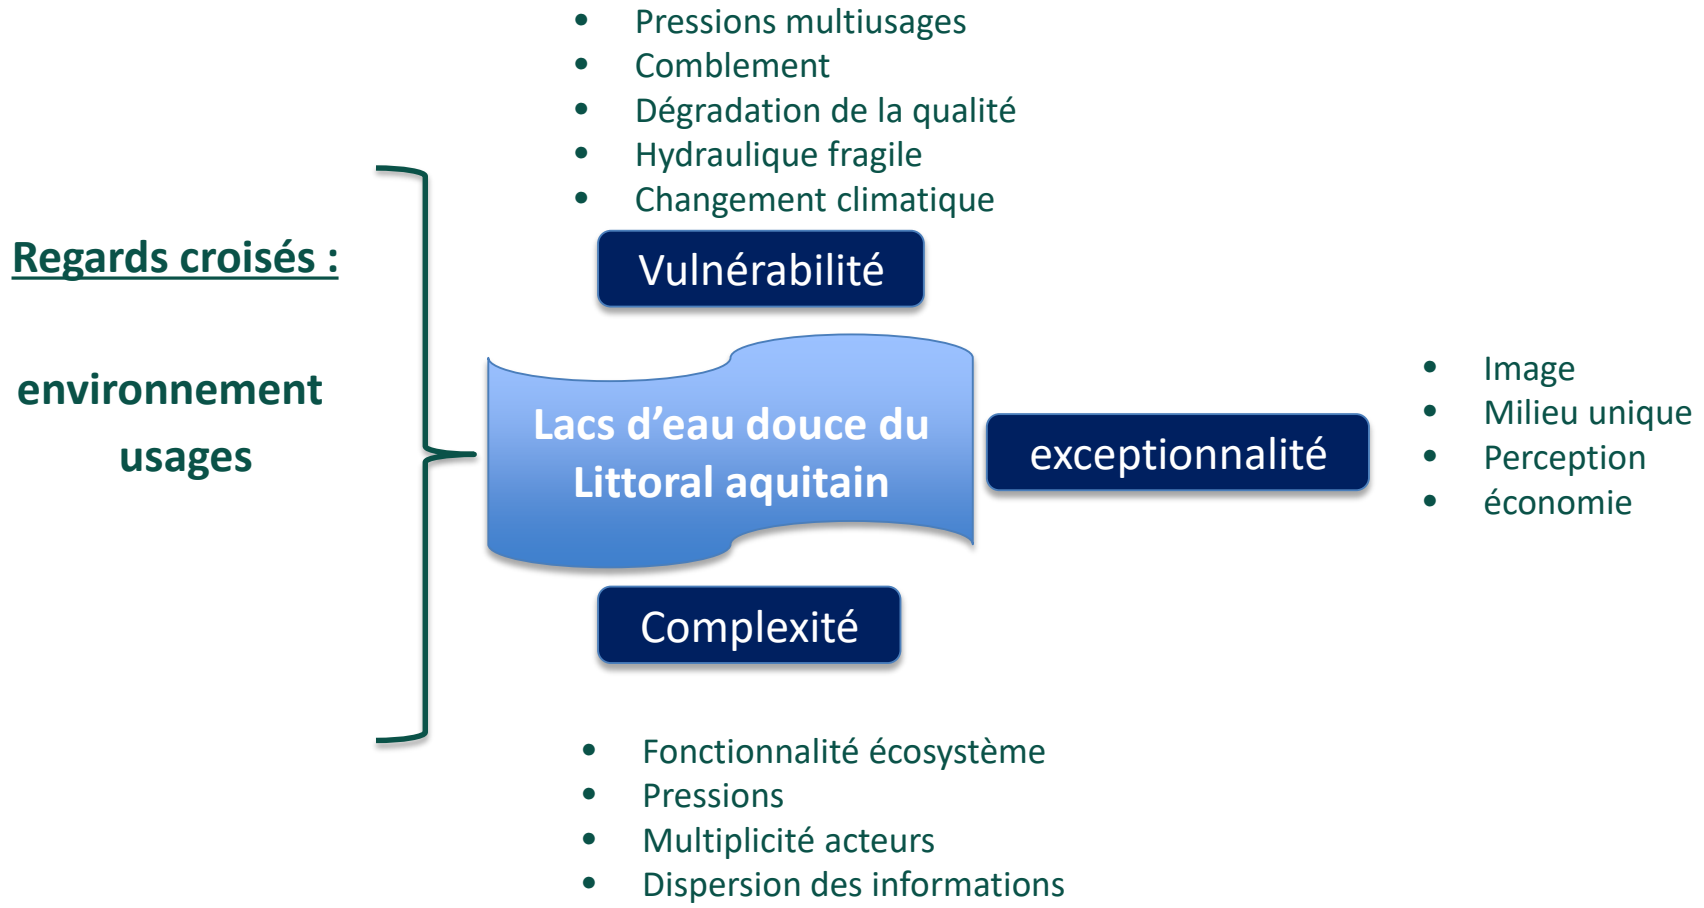 • Pressions multiusages
• Comblement
• Dégradation de la qualité
• Hydraulique fragile
• Changement climatique
Vulnérabilité
Regards croisés :
environnement
usages
Lacs d’eau douce du
Littoral aquitain
exceptionnalité
• Image
• Milieu unique
• Perception
• économie
Complexité
• Fonctionnalité écosystème
• Pressions
• Multiplicité acteurs
• Dispersion des informations